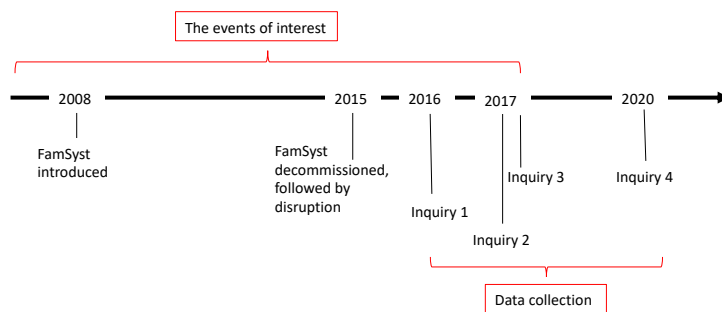 The events of interest
2008
2015
2016
2017
2020
FamSyst
introduced
FamSyst
decommissioned,
followed by
disruption
Inquiry 1
Inquiry 2
Inquiry 3
Inquiry 4
Data collection